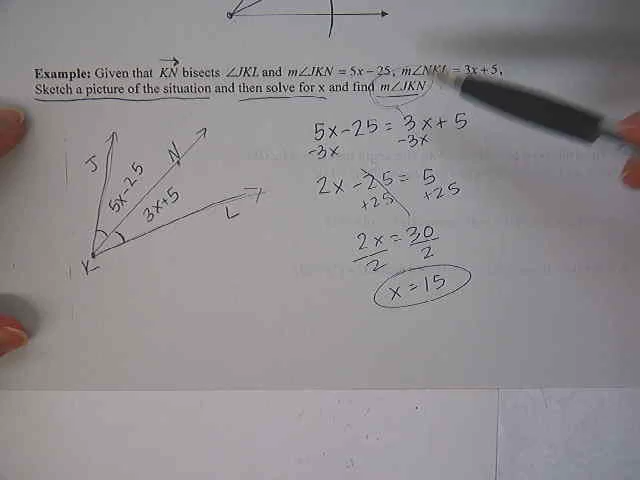 Example: Given that KN bisects ∠JKL and m∠JKN = 5x − 25, m∠NKL = 3x + 5,
Sketch a picture of the situation and then solve for x and find m∠JKN
J
N
5x-25
3x+5
L
K
5x-25 = 3x+5
-3x -3x
2x -25 = 5
+25 +25
2x = 30
2 2
x = 15